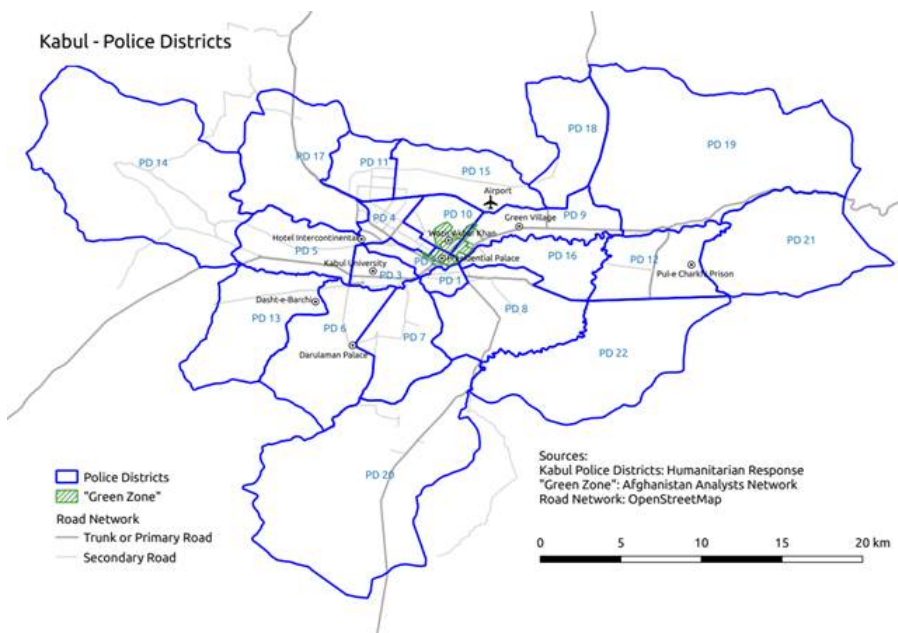 Kabul - Police Districts
PD 18
PD 19
PD 14
PD 17
PD 11
PD 15
Airport
PD 4
PD 10
PD 9
Green Village
Hotel Intercontinental
Khan
PD 5
Presidential Palace
PD 16
PD 12
PD 21
Kabul University
PD 3
PD 1
Pul-e Charkhi Prison
Dasht-e-Barchi
PD 13
PD 6
PD 7
PD 8
Darulaman Palace
PD 22
PD 20
Police Districts
"Green Zone"
Road Network
Trunk or Primary Road
Secondary Road
Sources:
Kabul Police Districts: Humanitarian Response
"Green Zone": Afghanistan Analysts Network
Road Network: OpenStreetMap
0 5 10 15 20 km